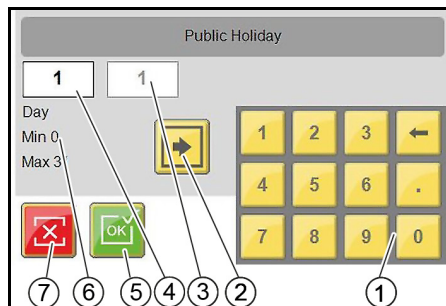 Public Holiday
1 1
Day
Min 0
Max 3
1 2 3 ←
4 5 6 .
7 8 9 0
OK
7 6 5 4 3 2 1